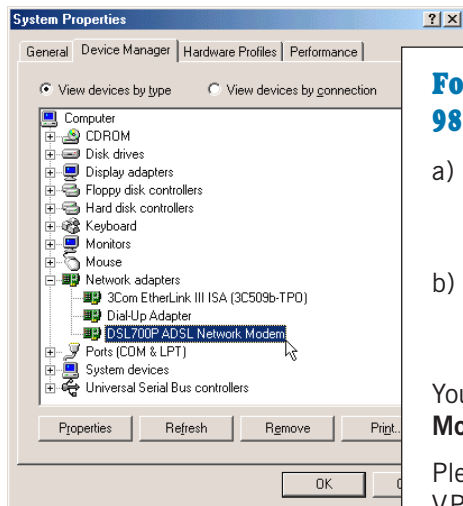 System Properties
General Device Manager Hardware Profiles Performance
View devices by type View devices by connection
Computer
CDROM
Disk drives
Display adapters
Floppy disk controllers
Hard disk controllers
Keyboard
Monitors
Mouse
Network adapters
3Com EtherLink III ISA (3C509b-TPO)
Dial-Up Adapter
DSL700P ADSL Network Modem
Ports (COM & LPT)
System devices
Universal Serial Bus controllers
Properties Refresh Remove Print..
OK
Fo
98
a)
b)
You
Mo
Ple
VP